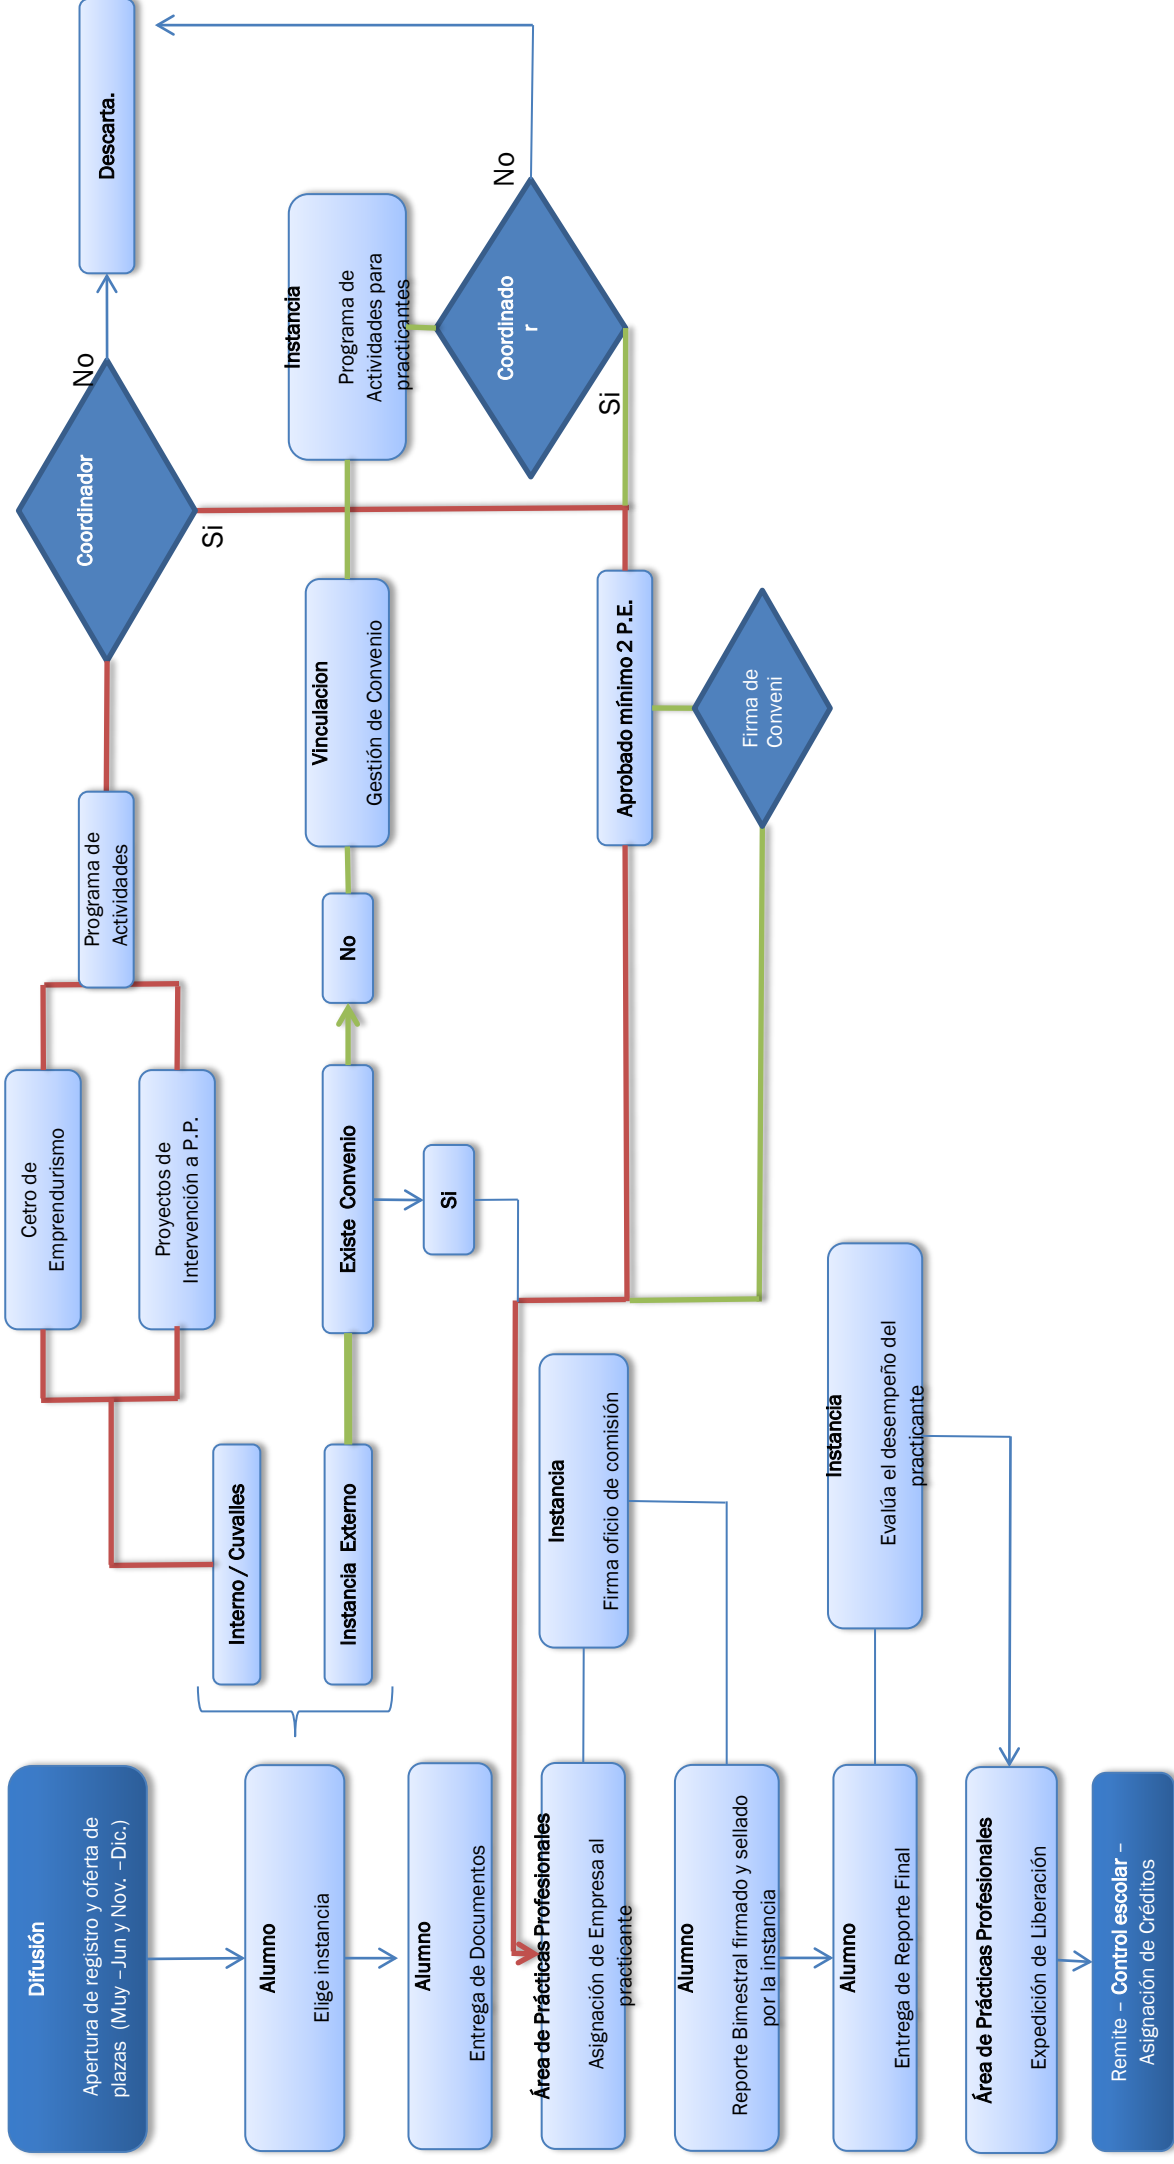 Difusión
Apertura de registro y oferta de
plazas (Muy –Jun y Nov. –Dic.)
Alumno
Elige instancia
Alumno
Entrega de Documentos
Área de Prácticas Profesionales
Asignación de Empresa al
practicante
Alumno
Reporte Bimestral firmado y sellado
por la instancia
Alumno
Entrega de Reporte Final
Área de Prácticas Profesionales
Expedición de Liberación
Remite – Control escolar –
Asignación de Créditos
Interno / Cuvalles
Instancia Externo
Instancia
Firma oficio de comisión
Instancia
Evalúa el desempeño del
practicante
Cetro de
Emprendurismo
Proyectos de
Intervención a P.P.
Existe Convenio
Si
No
Programa de
Actividades
Vinculacion
Gestión de Convenio
Aprobado mínimo 2 P.E.
Firma de
Conveni
Coordinador
Si
No
Instancia
Programa de
Actividades para
practicantes
Coordinado
r
Si
No
Descarta.